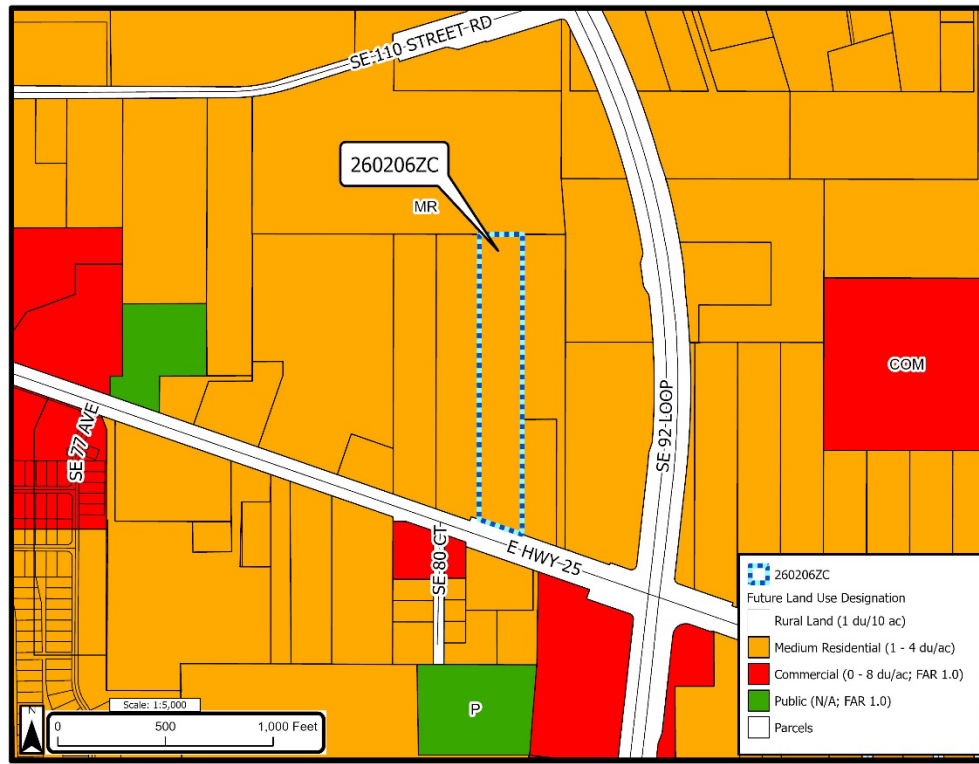 SE 110 STREET RD
260206ZC
MR
COM
SE 92 LOOP
SE 77 AVE
SE 80 CT
E HWY 25
P
260206ZC
Future Land Use Designation
Rural Land (1 du/10 ac)
Medium Residential (1 - 4 du/ac)
Commercial (0 - 8 du/ac; FAR 1.0)
Public (N/A; FAR 1.0)
Parcels
N
Scale: 1:5,000
0 500 1,000 Feet